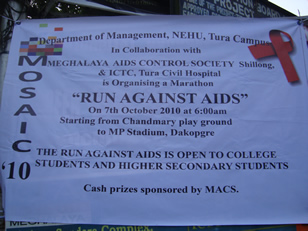 Department of Management, NEHU, Tura Campus
In Collaboration with
MEGHALAYA AIDS CONTROL SOCIETY Shillong,
& ICTC, Tura Civil Hospital
is Organising a Marathon
"RUN AGAINST AIDS"
On 7th October 2010 at 6:00am
Starting from Chandmary play ground
to MP Stadium, Dakopgre
THE RUN AGAINST AIDS IS OPEN TO COLLEGE
STUDENTS AND HIGHER SECONDARY STUDENTS
Cash prizes sponsored by MACS.
MOSAIC
'10